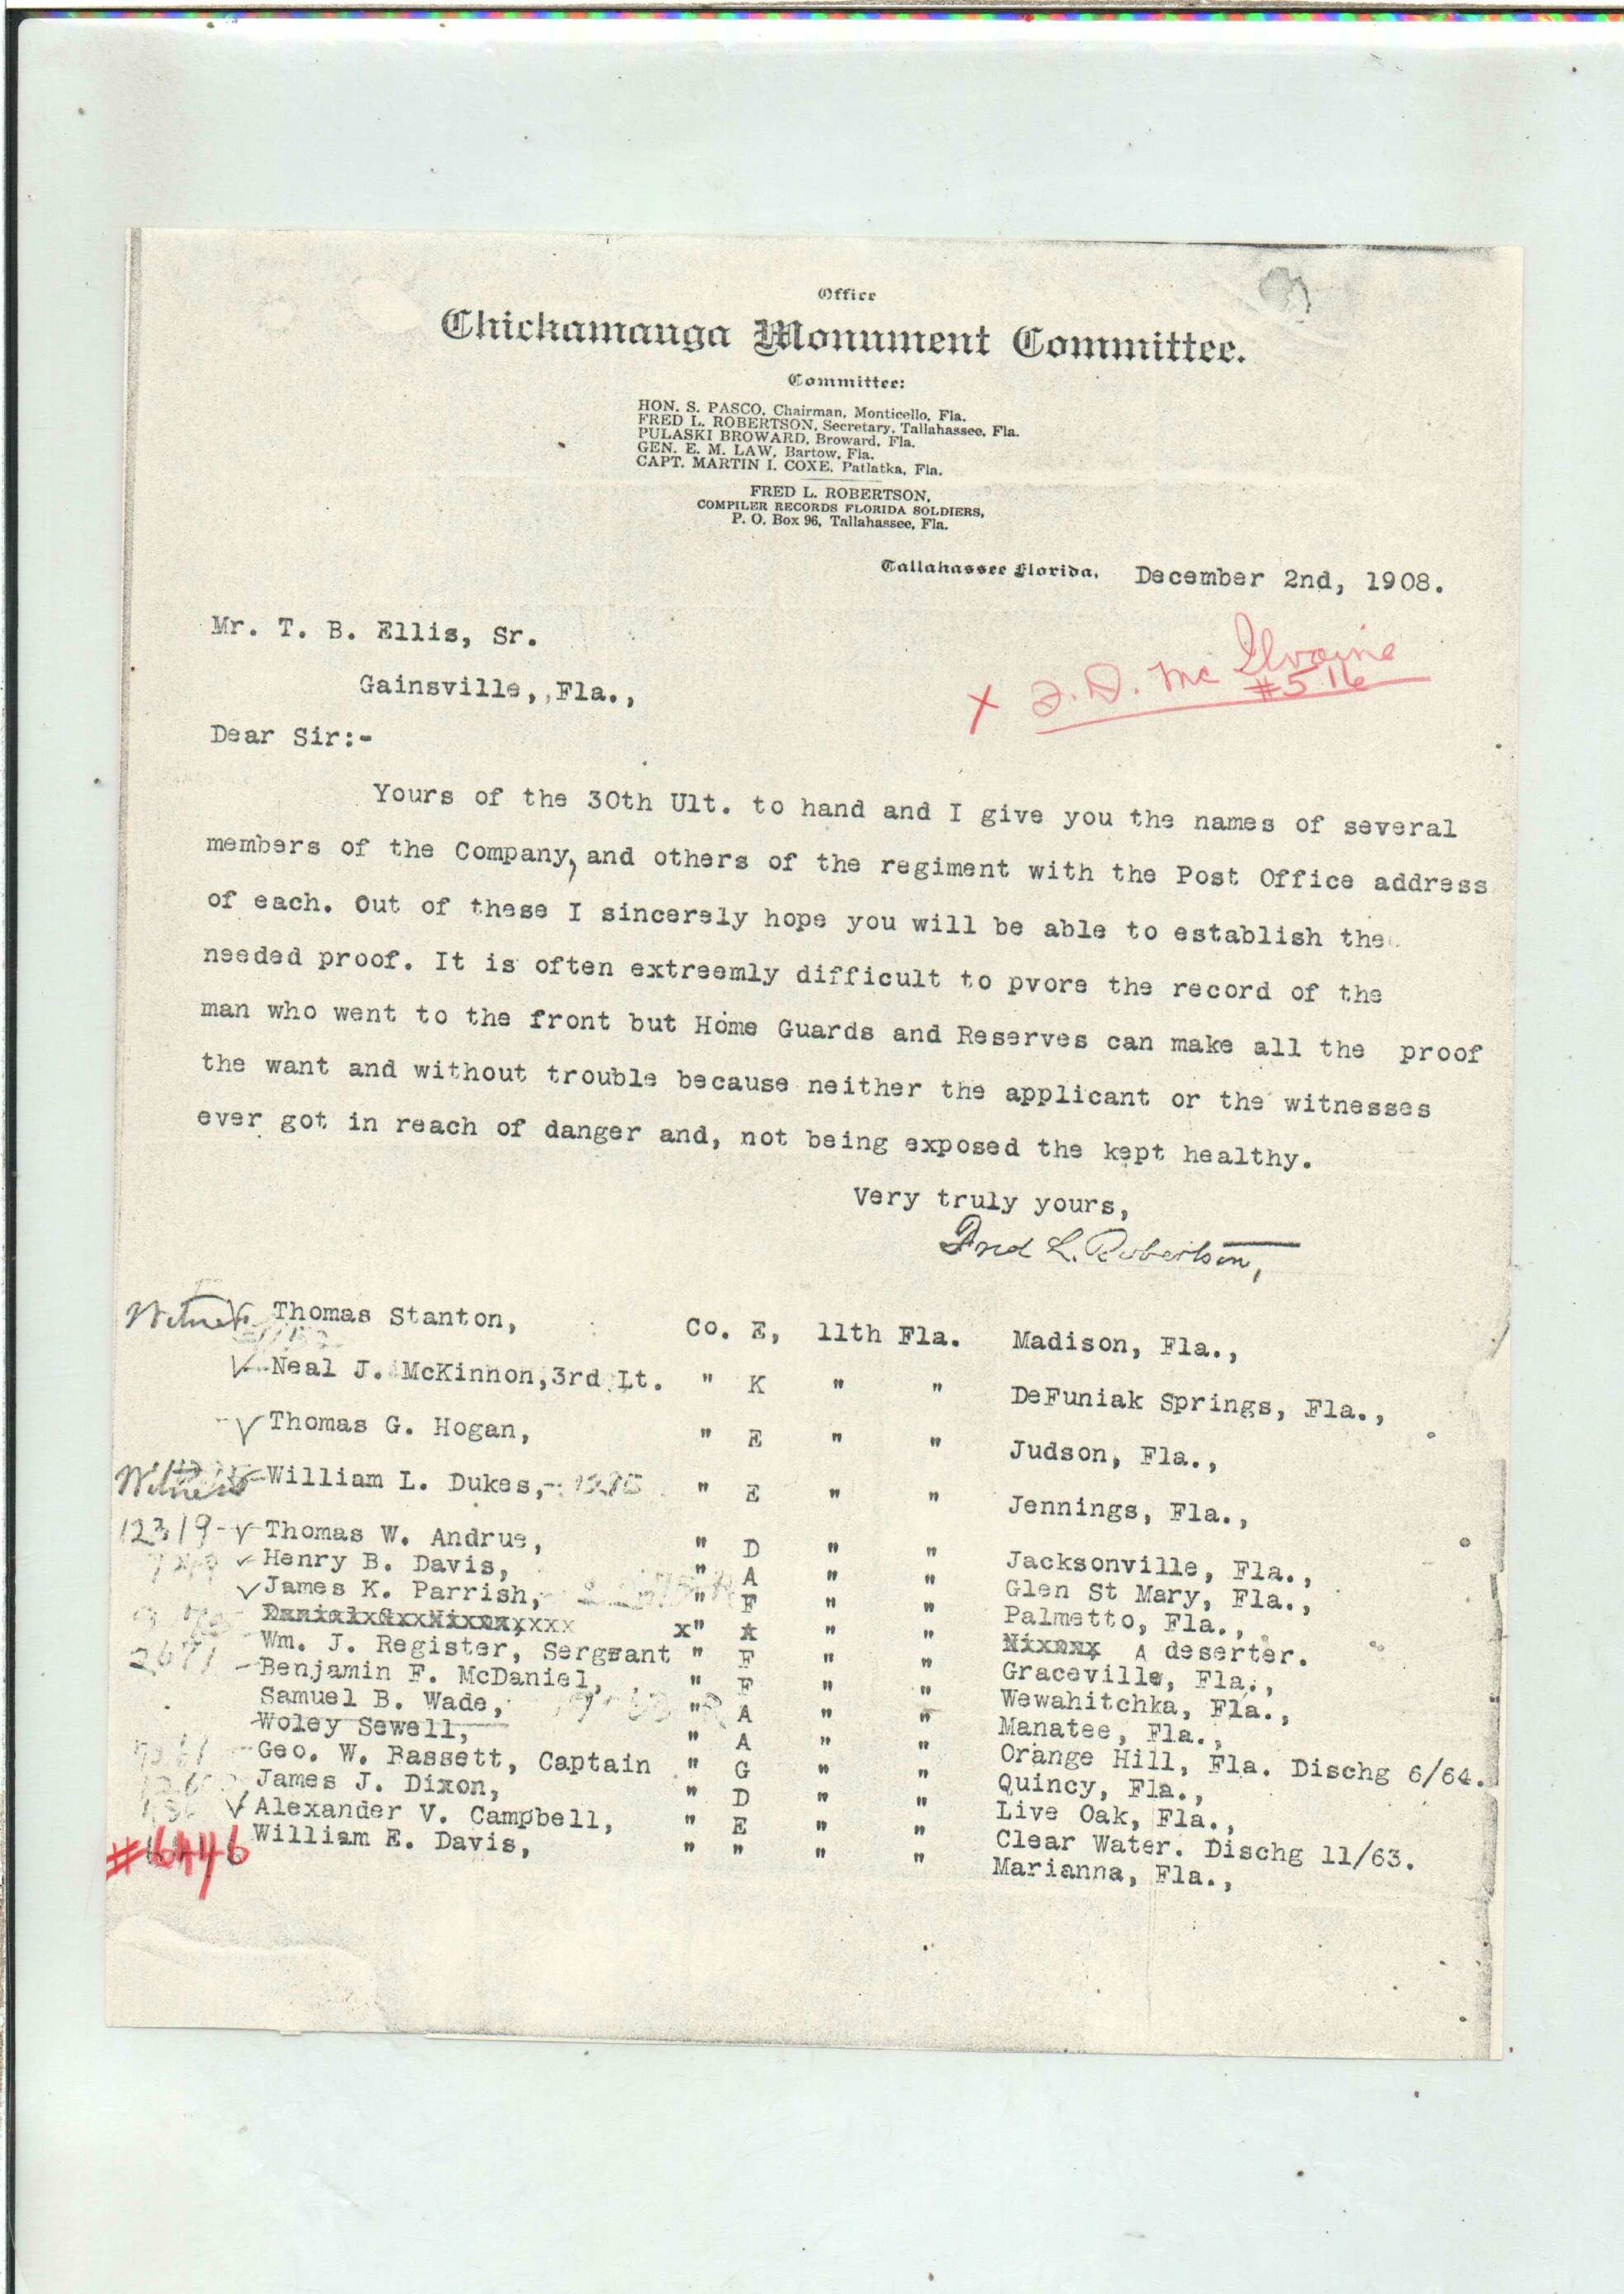 Office
Chickamauga Monument Committee.
Committee:
HON. S. PASCO, Chairman, Monticello, Fla.
FRED L. ROBERTSON, Secretary, Tallahassee, Fla.
PULASKI BROWARD, Broward, Fla.
GEN. E. M. LAW, Bartow, Fla.
CAPT. MARTIN I. COXE, Patlatka, Fla.
FRED L. ROBERTSON,
COMPILER RECORDS FLORIDA SOLDIERS,
P. O. Box 96, Tallahassee, Fla.
Tallahassee Florida, December 2nd, 1908.
Mr. T. B. Ellis, Sr.
x J. D. McIlvaine
#516
Gainsville,, Fla.,
Dear Sir:-
Yours of the 30th Ult. to hand and I give you the names of several
members of the Company, and others of the regiment with the Post Office address
of each. Out of these I sincerely hope you will be able to establish the
needed proof. It is often extreemly difficult to pvore the record of the
man who went to the front but Home Guards and Reserves can make all the proof
the want and without trouble because neither the applicant or the witnesses
ever got in reach of danger and, not being exposed the kept healthy.
Very truly yours,
Fred L. Robertson,
Witness Thomas Stanton, Co. E, 11th Fla. Madison, Fla.,
Neal J. McKinnon, 3rd Lt. " K " " DeFuniak Springs, Fla.,
Thomas G. Hogan, " E " " Judson, Fla.,
Witness William L. Dukes,- " E " " Jennings, Fla.,
12319- Thomas W. Andrus, " D " " Jacksonville, Fla.,
Henry B. Davis, " A " " Glen St Mary, Fla.,
James K. Parrish, " F " " Palmetto, Fla.,
x" A " " A deserter.
Wm. J. Register, Sergeant " F " " Graceville, Fla.,
2671 Benjamin F. McDaniel, " F " " Wewahitchka, Fla.,
Samuel B. Wade, " A " " Manatee, Fla.,
Woley Sewell, " A " " Orange Hill, Fla. Dischg 6/64.
Geo. W. Bassett, Captain " G " " Quincy, Fla.,
James J. Dixon, " D " " Live Oak, Fla.,
Alexander V. Campbell, " E " " Clear Water. Dischg 11/63.
#6446 William E. Davis, " " " " Marianna, Fla.,